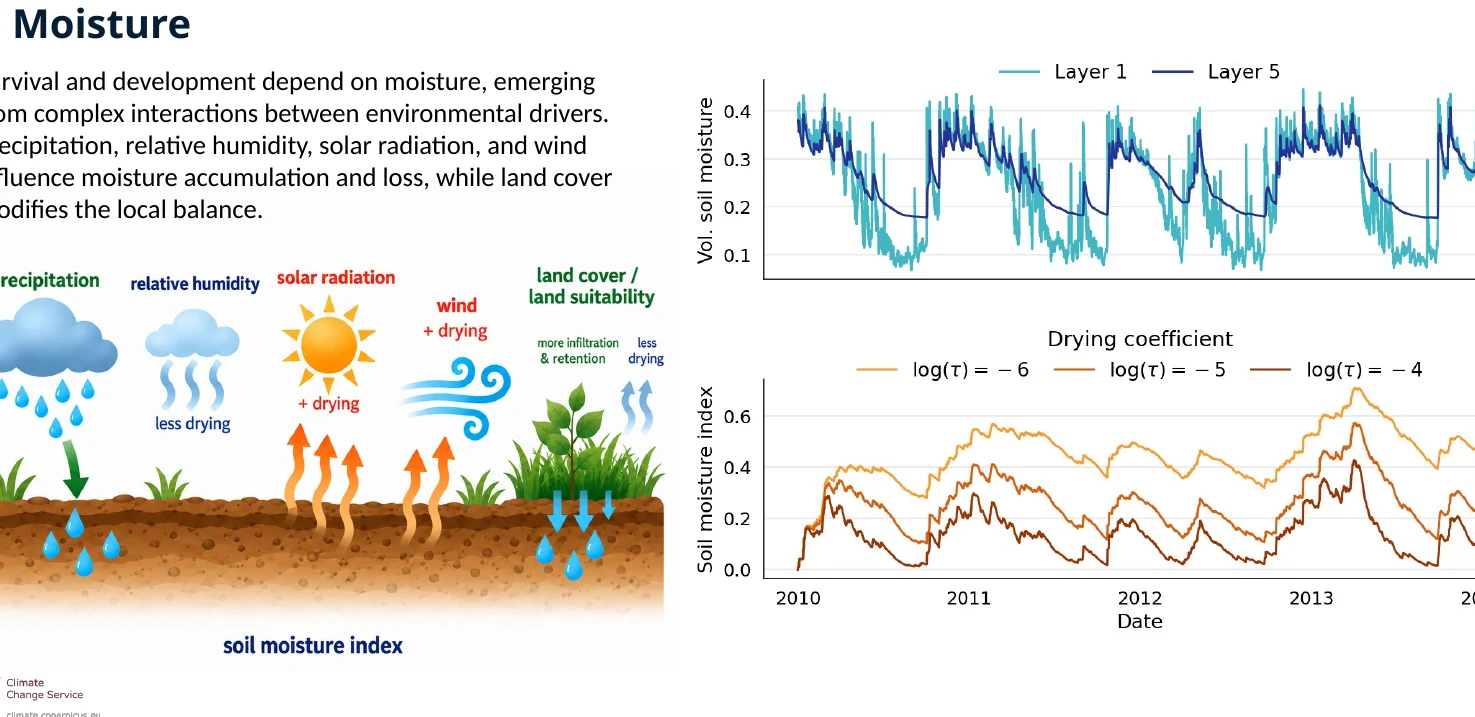 Moisture
rvival and development depend on moisture, emerging
om complex interactions between environmental drivers.
ecipitation, relative humidity, solar radiation, and wind
fluence moisture accumulation and loss, while land cover
odifies the local balance.
recipitation
relative humidity
less drying
solar radiation
+ drying
wind
+ drying
land cover /
land suitability
more infiltration
& retention
less
drying
soil moisture index
Climate
Change Service
climate.copernicus.eu
Layer 1
Layer 5
Vol. soil moisture
0.4
0.3
0.2
0.1
Drying coefficient
log(τ) = − 6
log(τ) = − 5
log(τ) = − 4
Soil moisture index
0.6
0.4
0.2
0.0
2010
2011
2012
2013
20
Date